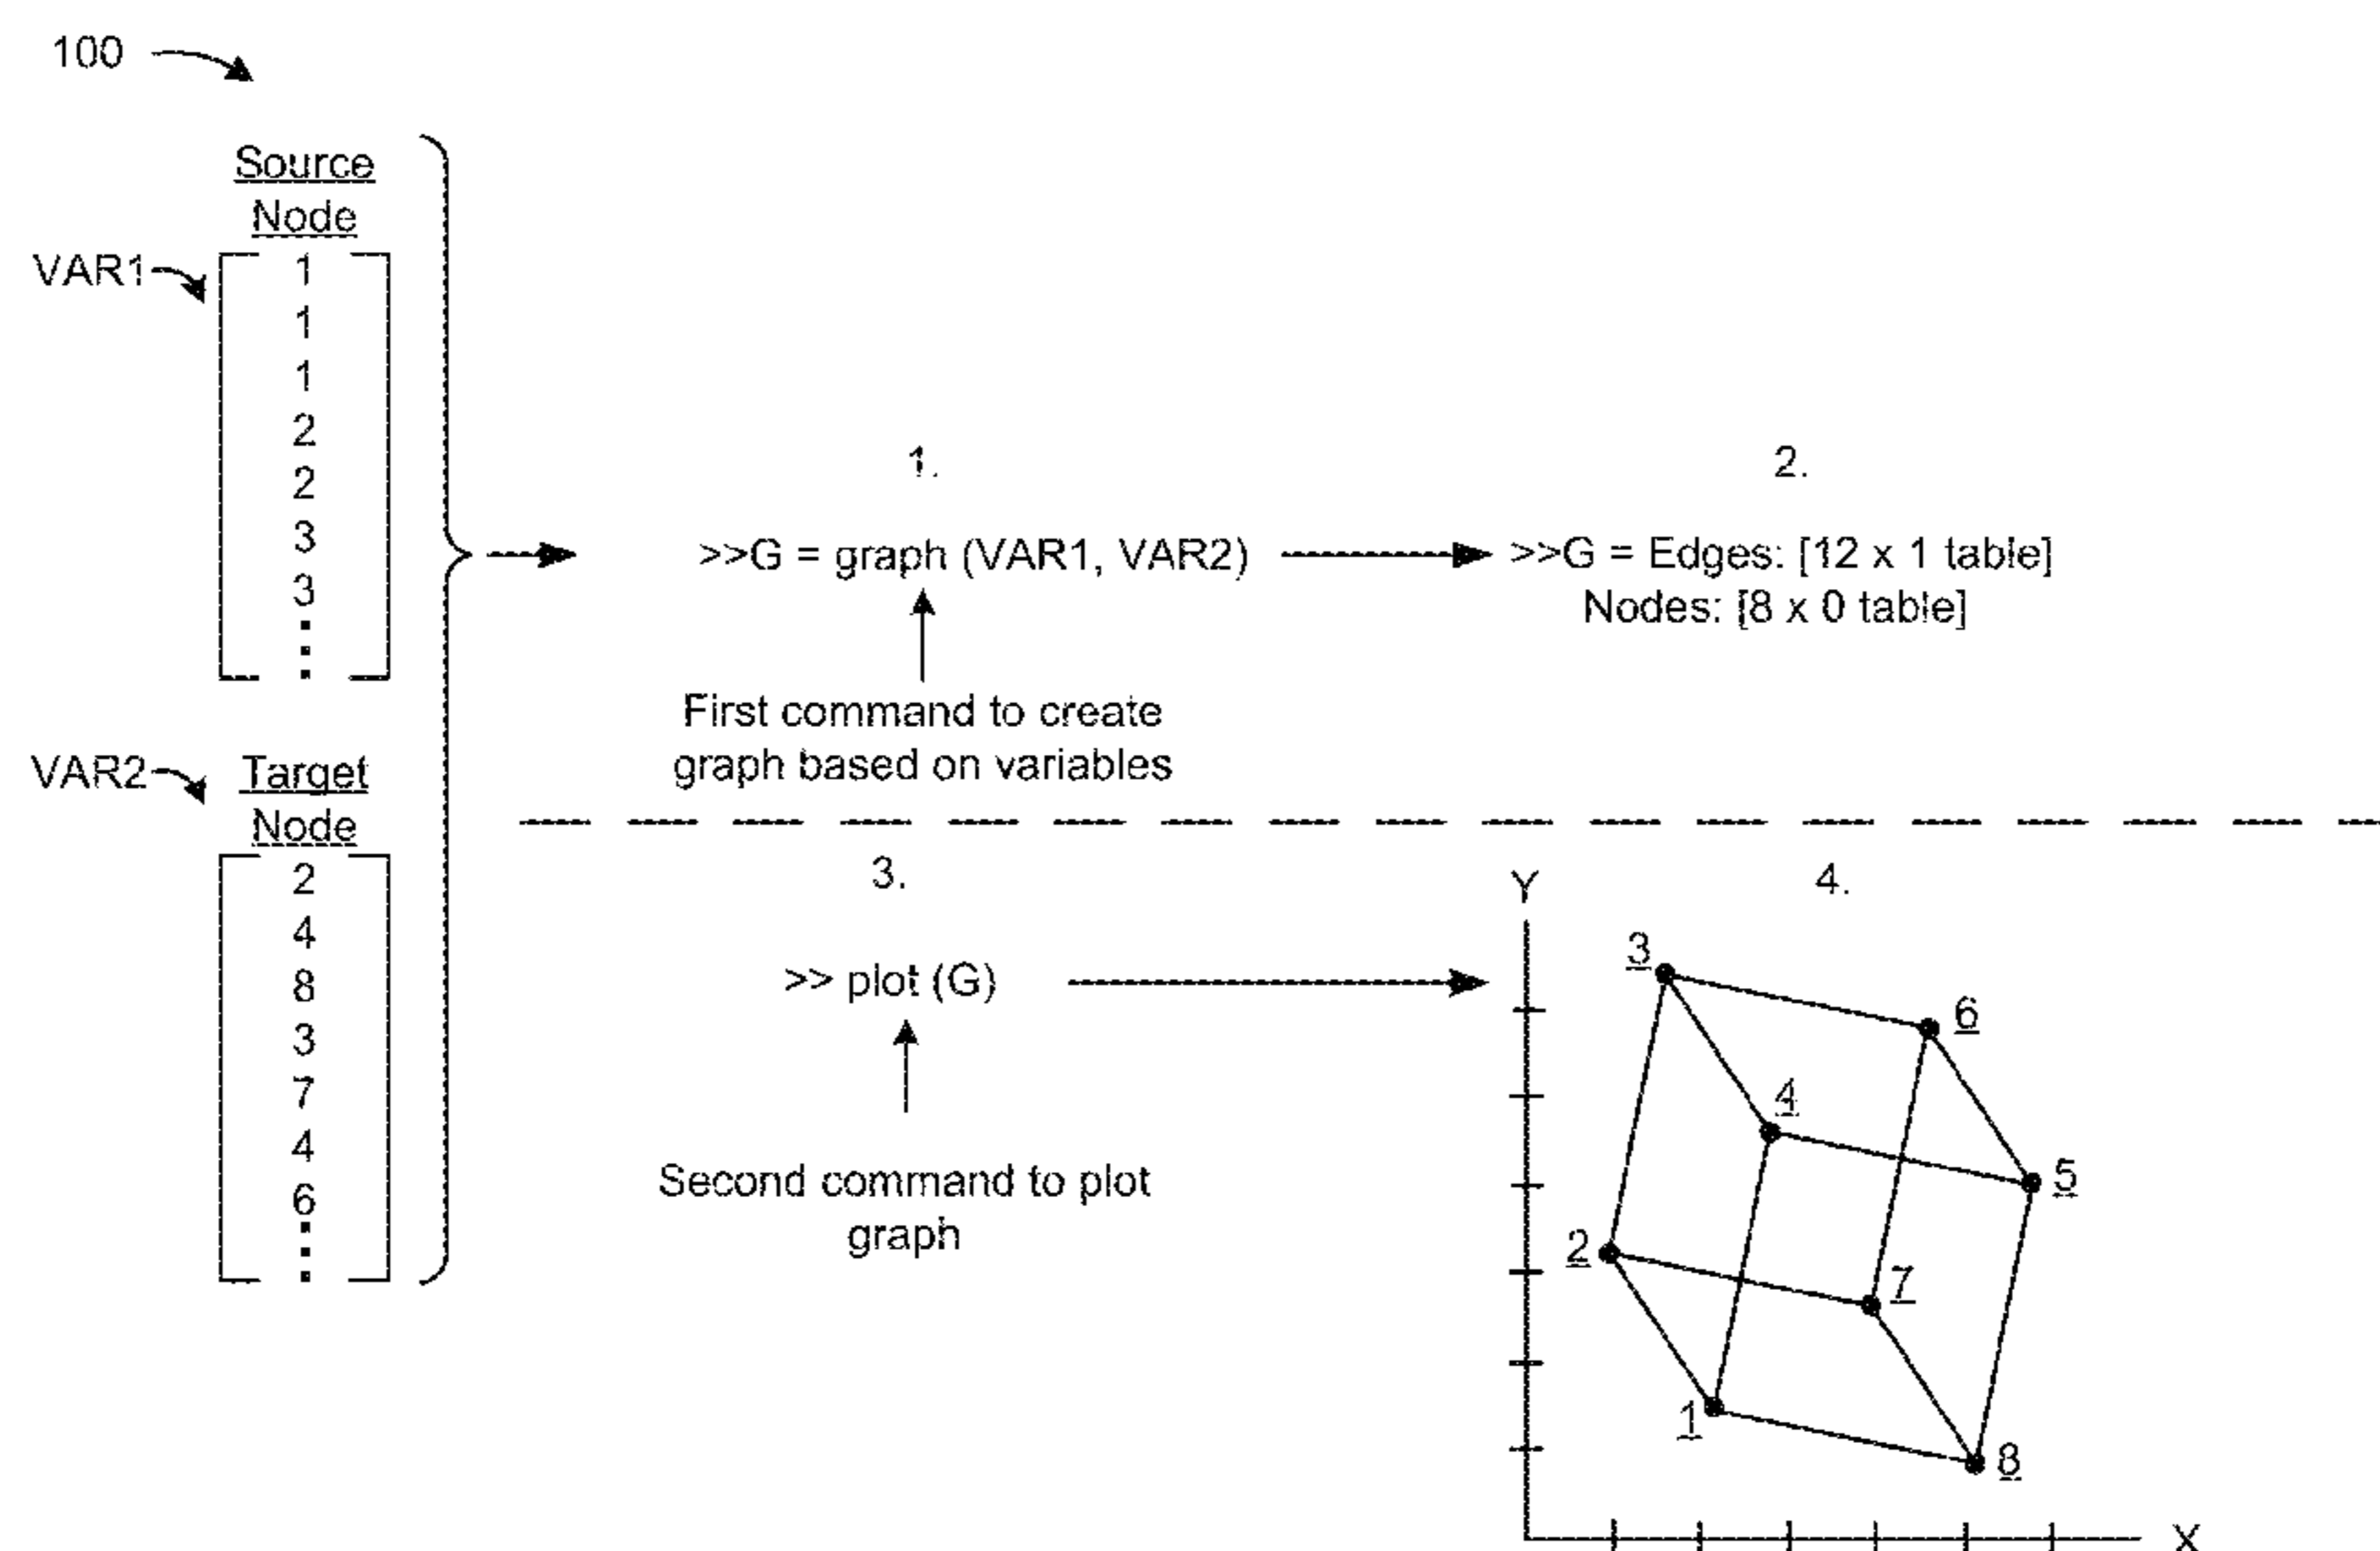 100
Source
Node
VAR1
1
1
1
2
2
3
3
VAR2
Target
Node
2
4
8
3
7
4
6
1.
>>G = graph (VAR1, VAR2)
First command to create
graph based on variables
2.
>>G = Edges: [12 x 1 table]
Nodes: [8 x 0 table]
3.
>> plot (G)
Second command to plot
graph
4.
Y
3
6
4
5
2
7
1
8
X